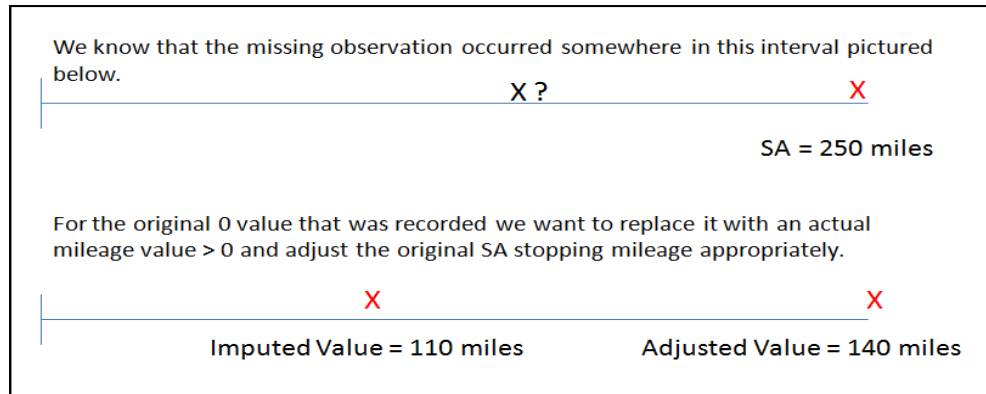 We know that the missing observation occurred somewhere in this interval pictured
below.
X ?
X
SA = 250 miles
For the original 0 value that was recorded we want to replace it with an actual
mileage value > 0 and adjust the original SA stopping mileage appropriately.
X
X
Imputed Value = 110 miles
Adjusted Value = 140 miles